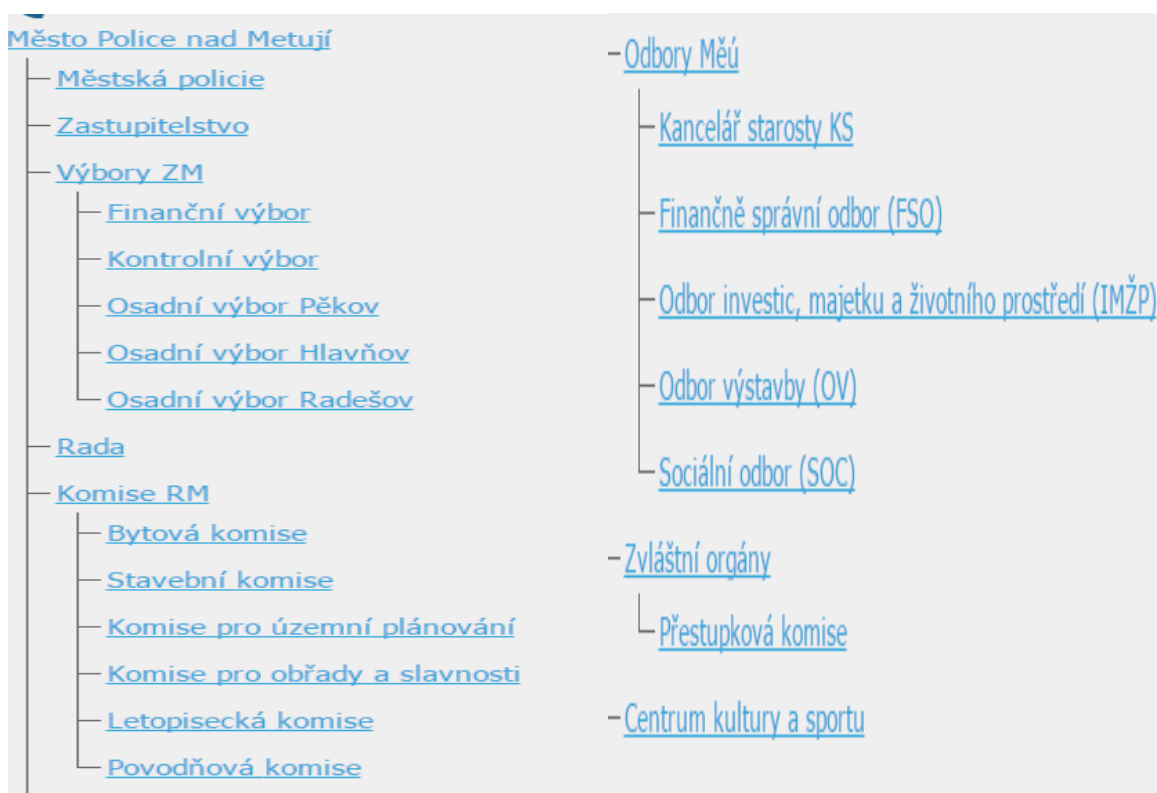 Město Police nad Metují
Městská policie
Zastupitelstvo
Výbory ZM
Finanční výbor
Kontrolní výbor
Osadní výbor Pěkov
Osadní výbor Hlavňov
Osadní výbor Radešov
Rada
Komise RM
Bytová komise
Stavební komise
Komise pro územní plánování
Komise pro obřady a slavnosti
Letopisecká komise
Povodňová komise
Odbory Měú
Kancelář starosty KS
Finančně správní odbor (FSO)
Odbor investic, majetku a životního prostředí (IMŽP)
Odbor výstavby (OV)
Sociální odbor (SOC)
Zvláštní orgány
Přestupková komise
Centrum kultury a sportu